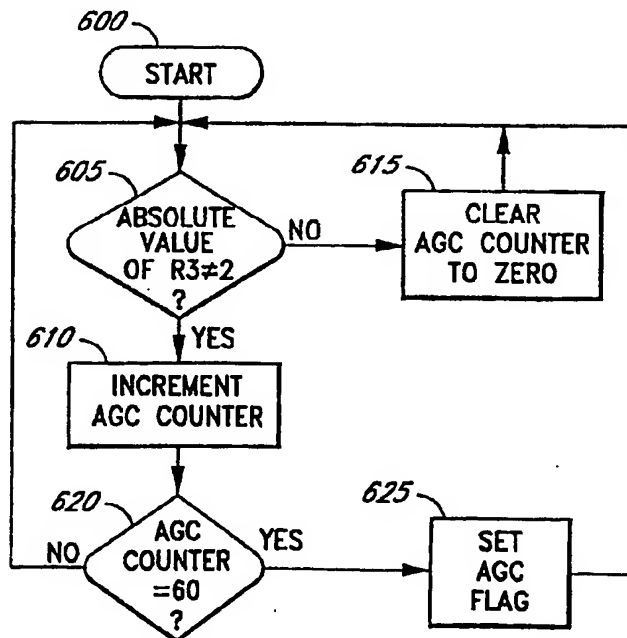 600
START
605
ABSOLUTE
VALUE
OF R3≠2
?
NO
615
CLEAR
AGC COUNTER
TO ZERO
YES
610
INCREMENT
AGC COUNTER
620
AGC
COUNTER
=60
?
NO
YES
625
SET
AGC
FLAG